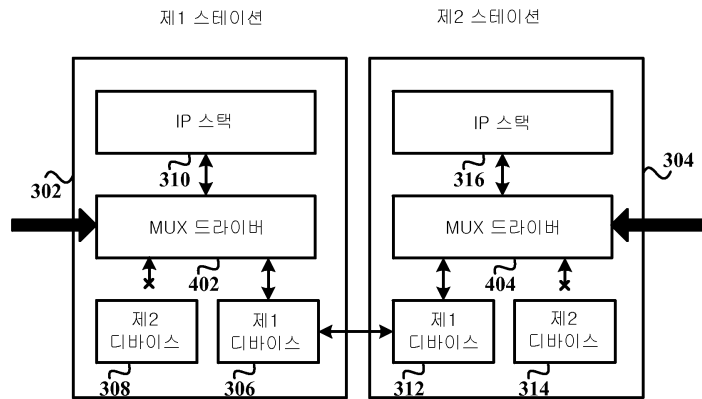 제1 스테이션
제2 스테이션
IP 스택
IP 스택
310
316
302
304
MUX 드라이버
MUX 드라이버
402
404
제2
디바이스
제1
디바이스
제1
디바이스
제2
디바이스
308
306
312
314